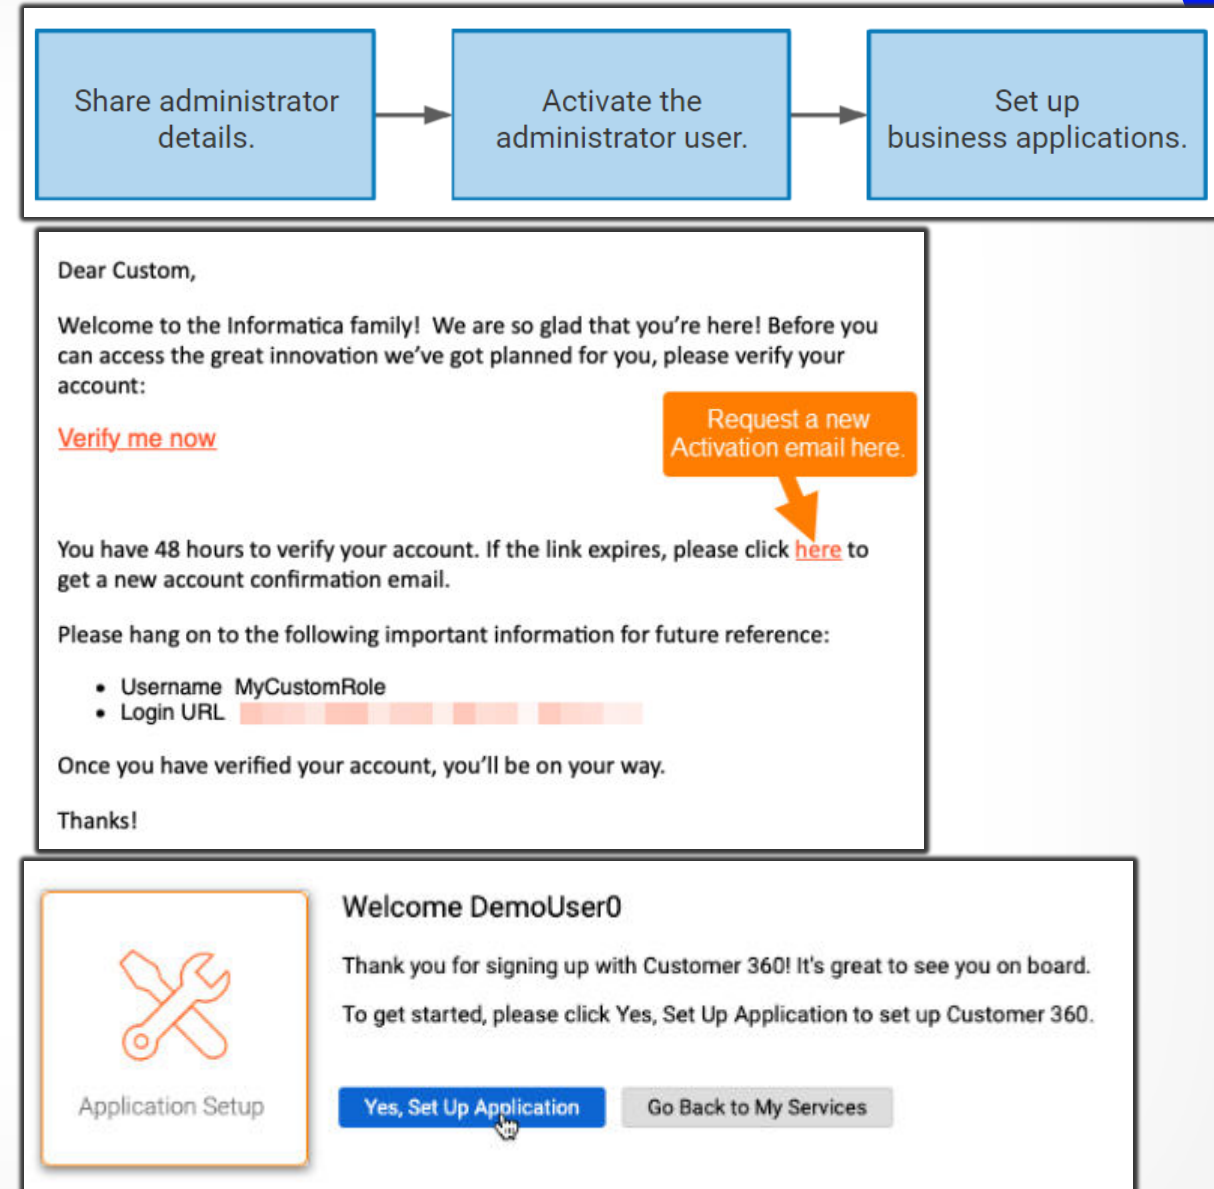 Share administrator
details.
Activate the
administrator user.
Set up
business applications.
Dear Custom,
Welcome to the Informatica family! We are so glad that you're here! Before you
can access the great innovation we've got planned for you, please verify your
account:
Verify me now
Request a new
Activation email here.
You have 48 hours to verify your account. If the link expires, please click here to
get a new account confirmation email.
Please hang on to the following important information for future reference:
• Username MyCustomRole
• Login URL
Once you have verified your account, you'll be on your way.
Thanks!
Application Setup
Welcome DemoUser0
Thank you for signing up with Customer 360! It's great to see you on board.
To get started, please click Yes, Set Up Application to set up Customer 360.
Yes, Set Up Application
Go Back to My Services